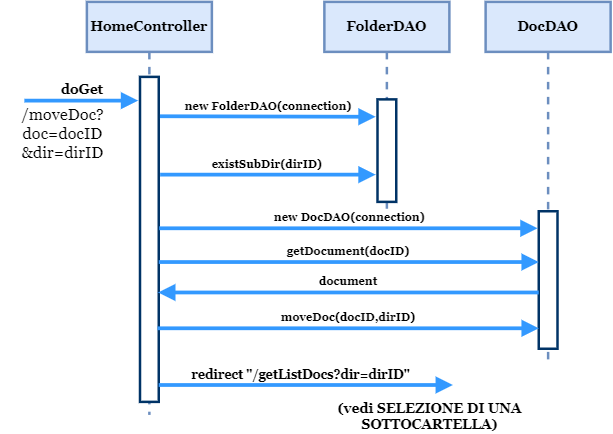 HomeController
FolderDAO
DocDAO
doGet
/moveDoc?
doc=docID
&dir=dirID
new FolderDAO(connection)
existSubDir(dirID)
new DocDAO(connection)
getDocument(docID)
document
moveDoc(docID,dirID)
redirect "/getListDocs?dir=dirID"
(vedi SELEZIONE DI UNA
SOTTOCARTELLA)